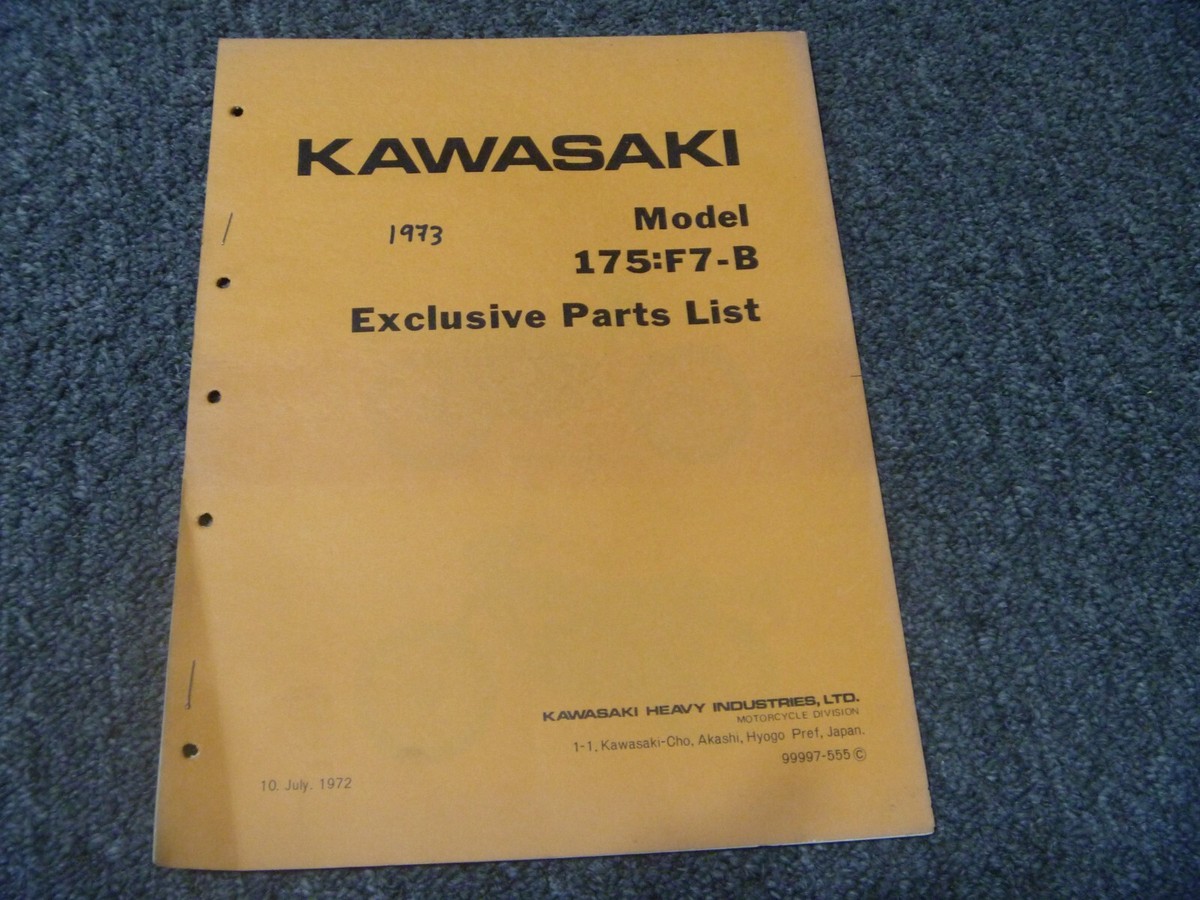 KAWASAKI
1973
Model
175:F7-B
Exclusive Parts List
KAWASAKI HEAVY INDUSTRIES, LTD.
MOTORCYCLE DIVISION
1-1, Kawasaki-Cho, Akashi, Hyogo Pref, Japan.
99997-555 ©
10. July. 1972